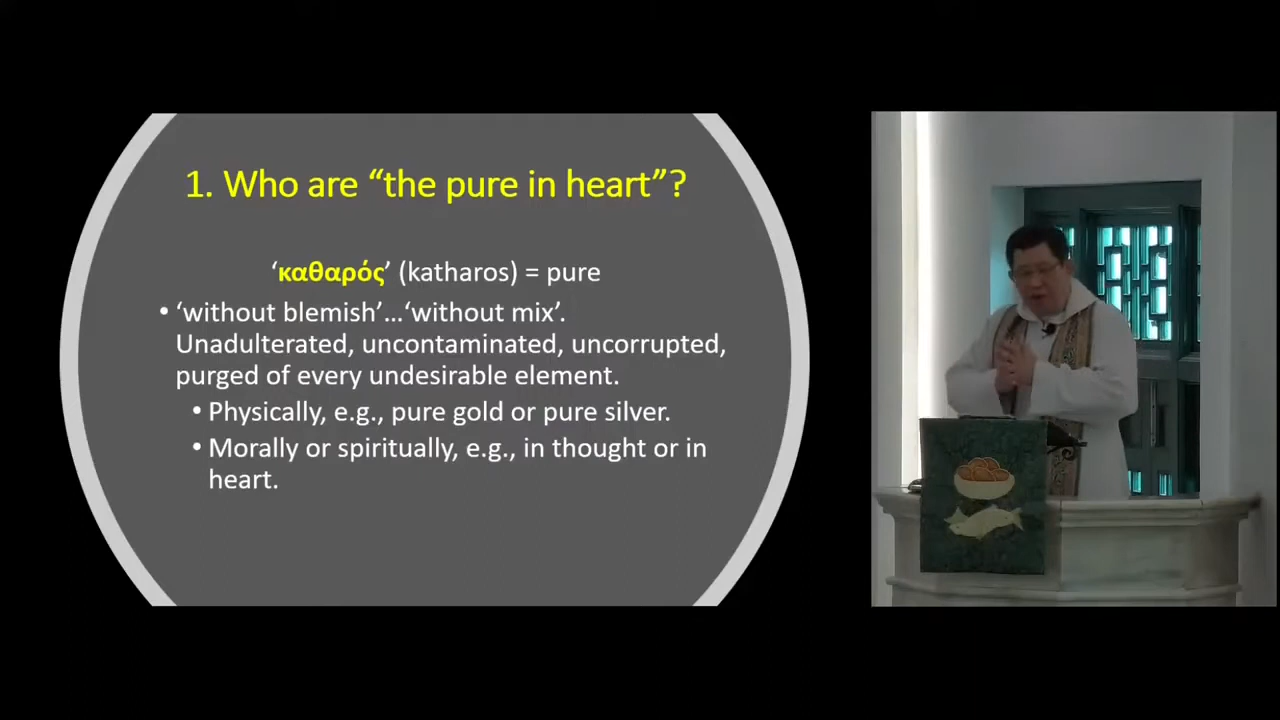 1. Who are “the pure in heart”?
‘καθαρός’ (katharos) = pure
• ‘without blemish’…‘without mix’.
Unadulterated, uncontaminated, uncorrupted,
purged of every undesirable element.
• Physically, e.g., pure gold or pure silver.
• Morally or spiritually, e.g., in thought or in
heart.